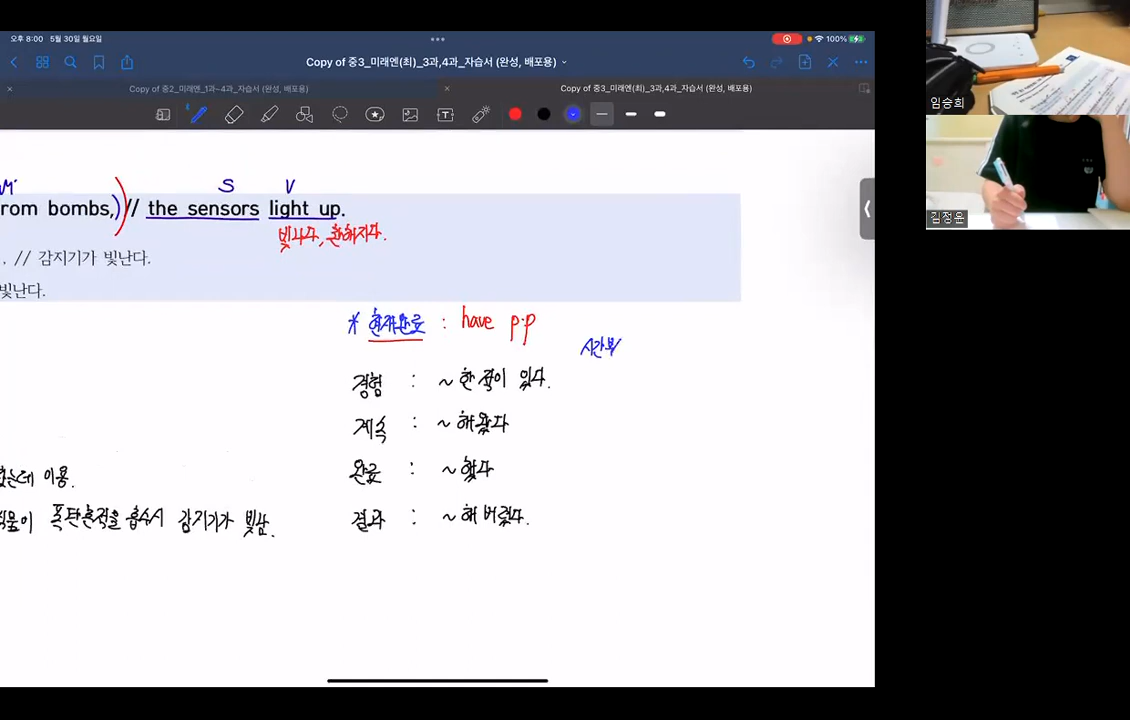 오후 8:00 5월 30일 월요일
100%
Copy of 중3_미래엔(최)_3과,4과_자습서 (완성, 배포용)
Copy of 중2_미래엔_1과~4과_자습서 (완성, 배포용)
Copy of 중3_미래엔(최)_3과,4과_자습서 (완성, 배포용)
임승희
김정윤
M S V
rom bombs,) // the sensors light up.
빛나다, 환해지다.
. // 감지기가 빛난다.
빛난다.
* 현재완료 : have p.p
시간부
경험 : ~ 한 적이 있다.
계속 : ~ 해왔다
완료 : ~ 했다
결과 : ~ 해 버렸다.
는데 이용.
폭탄흔적을 흡수시 감지기가 빛남.